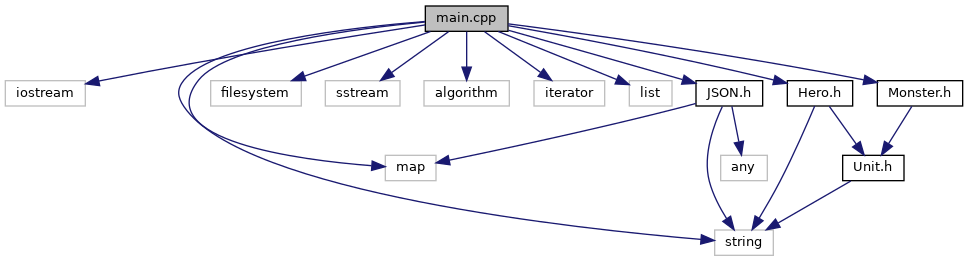 main.cpp
iostream
filesystem
sstream
algorithm
iterator
list
JSON.h
Hero.h
Monster.h
map
any
Unit.h
string